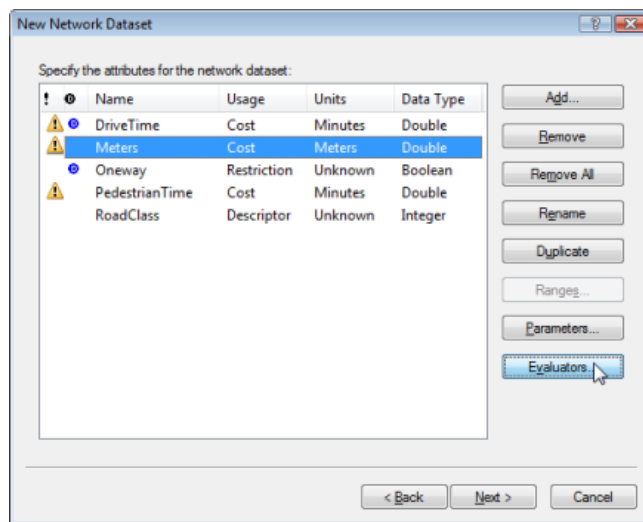 New Network Dataset
Specify the attributes for the network dataset:
! Name Usage Units Data Type
DriveTime Cost Minutes Double
Meters Cost Meters Double
Oneway Restriction Unknown Boolean
PedestrianTime Cost Minutes Double
RoadClass Descriptor Unknown Integer
Add...
Remove
Remove All
Rename
Duplicate
Ranges...
Parameters...
Evaluators...
< Back Next > Cancel